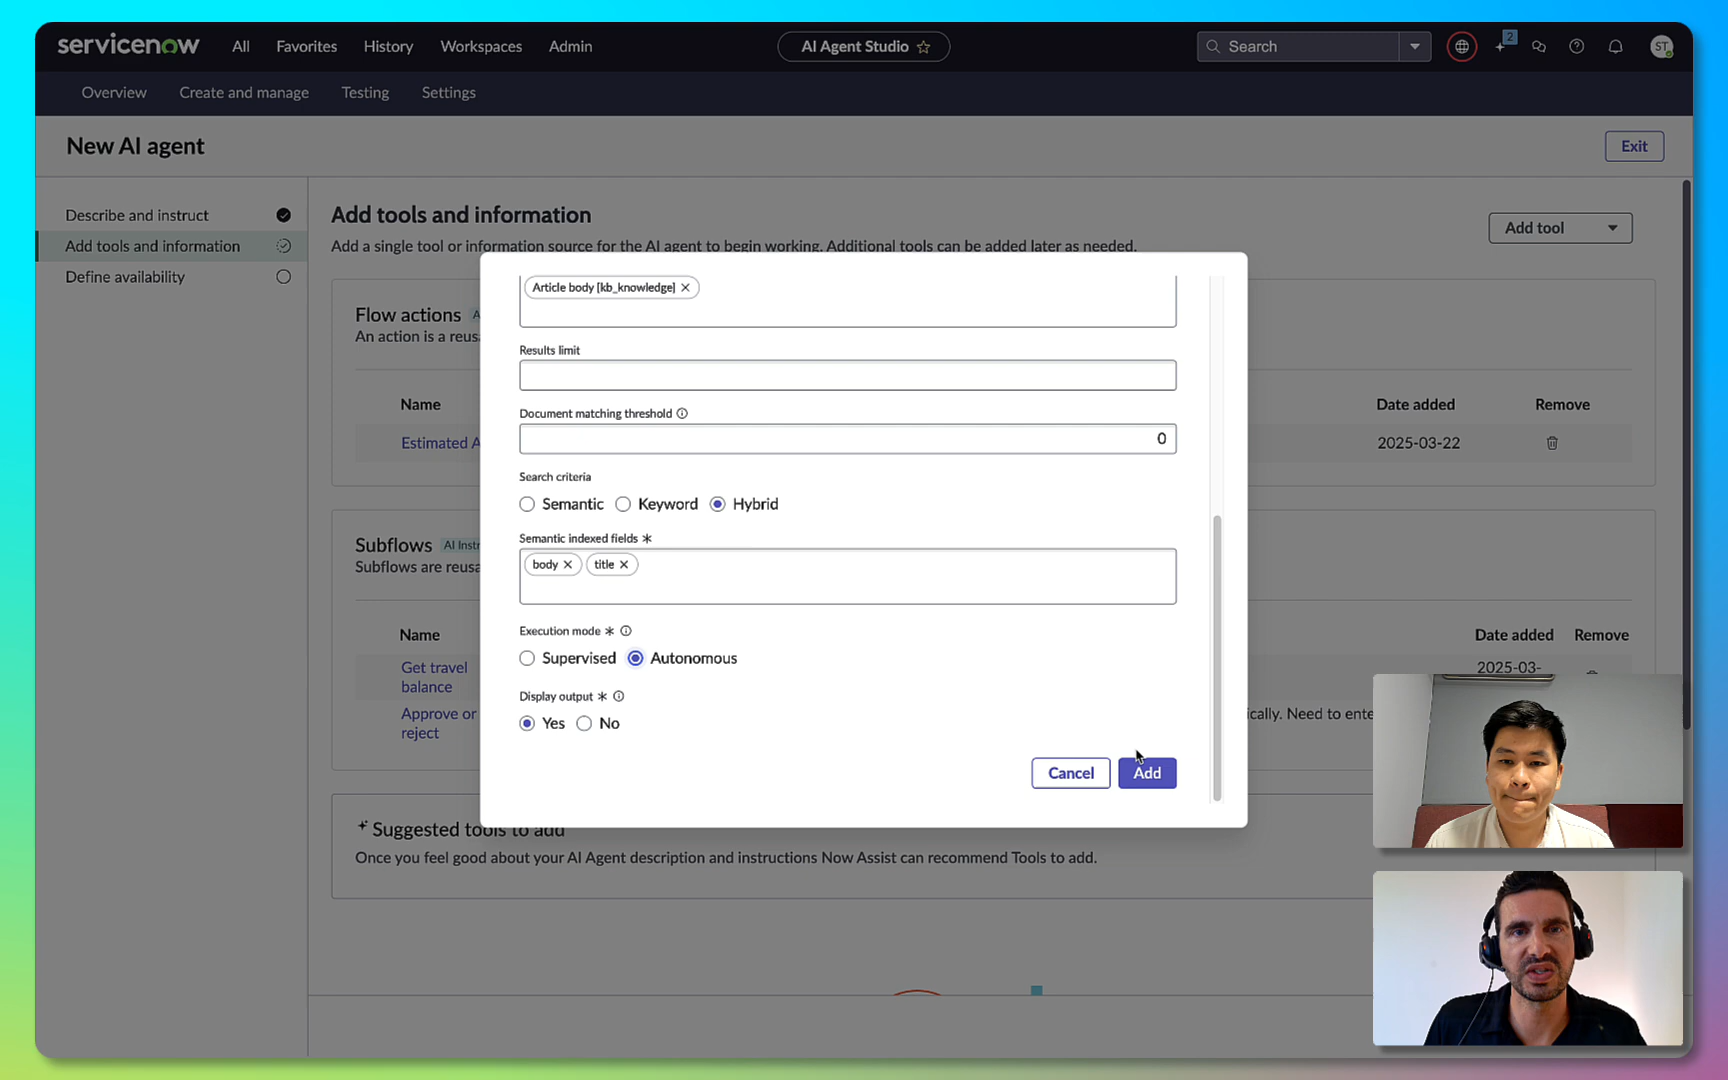 servicenow
All
Favorites
History
Workspaces
Admin
AI Agent Studio
Search
2
ST
Overview
Create and manage
Testing
Settings
New AI agent
Exit
Describe and instruct
Add tools and information
Define availability
Add tools and information
Add a single tool or information source for the AI agent to begin working. Additional tools can be added later as needed.
Add tool
Flow actions
An action is a reus
Name
Date added
Remove
Estimated A
2025-03-22
Subflows
AI Instr
Subflows are reus
Name
Date added
Remove
Get travel
balance
2025-03-
Approve or
reject
ically. Need to ente
Article body [kb_knowledge]
Results limit
Document matching threshold
0
Search criteria
Semantic
Keyword
Hybrid
Semantic indexed fields *
body
title
Execution mode *
Supervised
Autonomous
Display output *
Yes
No
Cancel
Add
Suggested tools to add
Once you feel good about your AI Agent description and instructions Now Assist can recommend Tools to add.